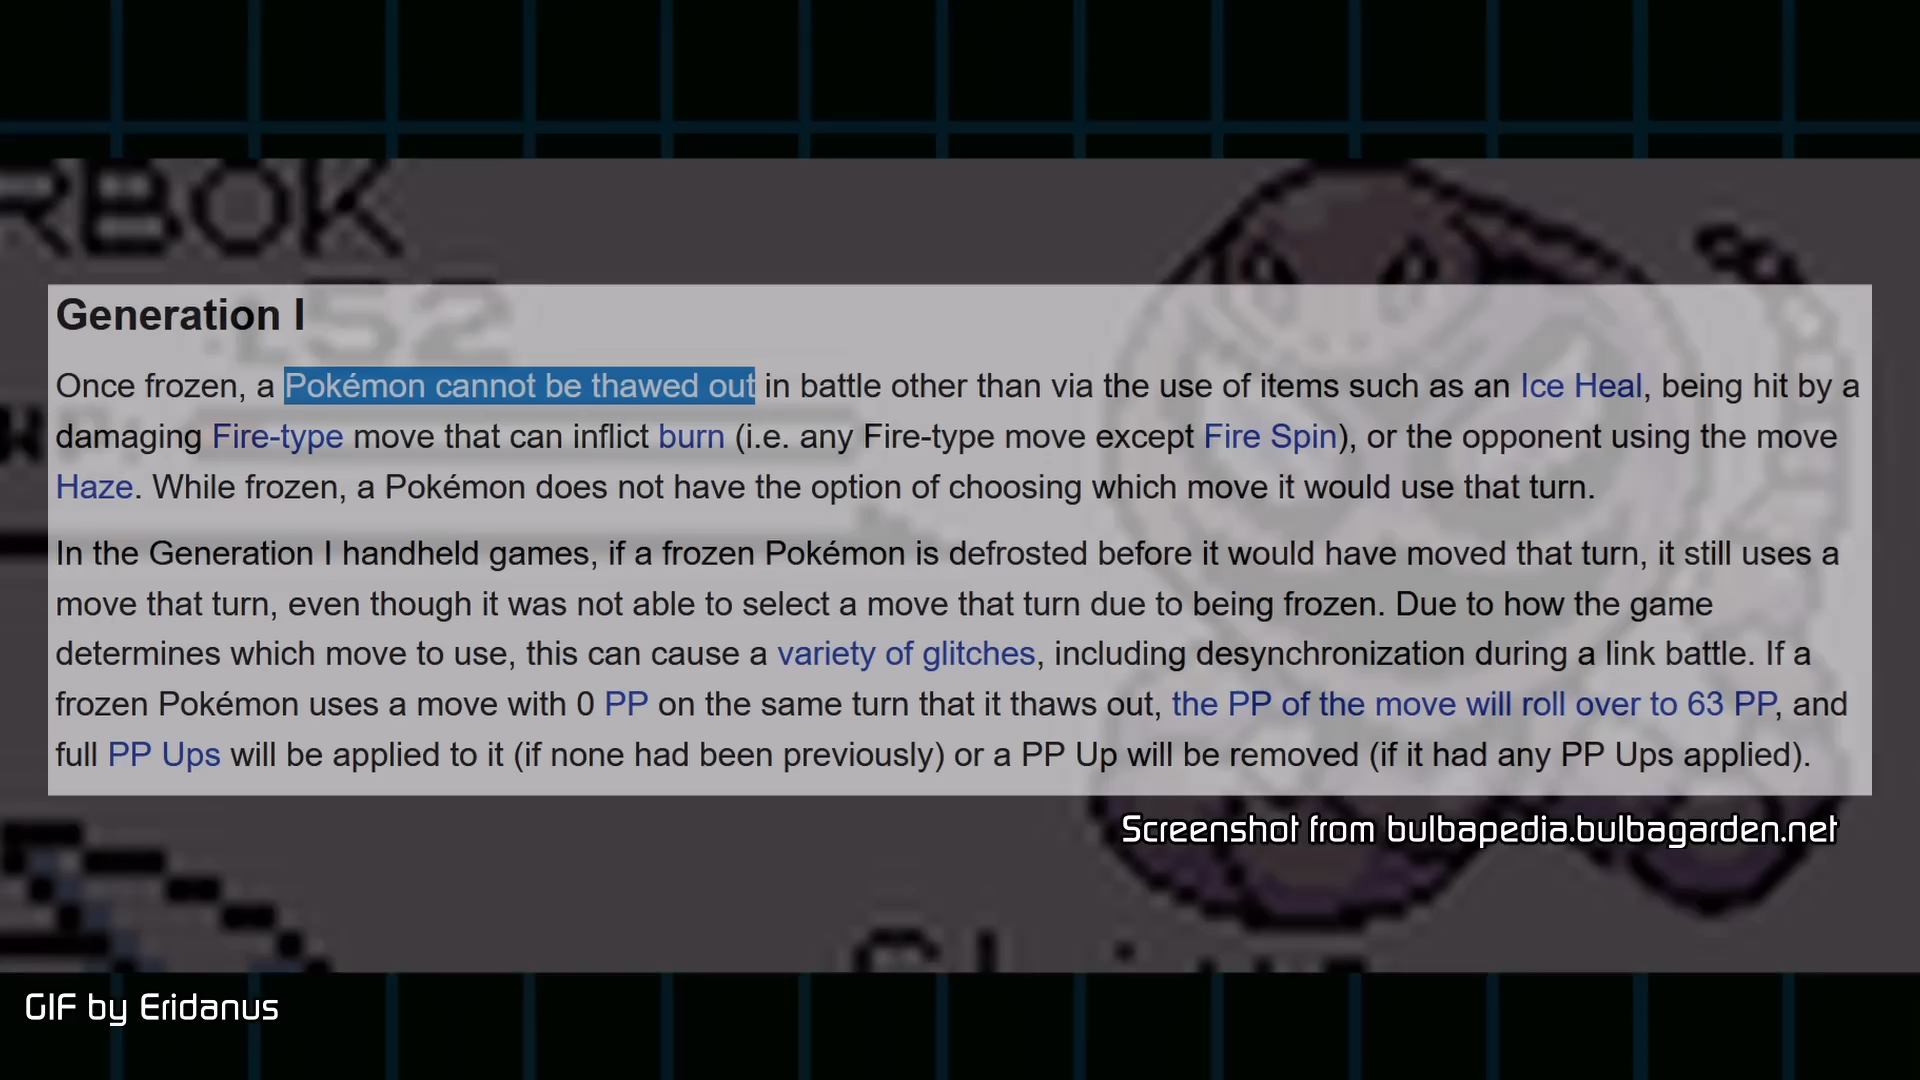 RBOK
:L52
Generation I
Once frozen, a Pokémon cannot be thawed out in battle other than via the use of items such as an Ice Heal, being hit by a
damaging Fire-type move that can inflict burn (i.e. any Fire-type move except Fire Spin), or the opponent using the move
Haze. While frozen, a Pokémon does not have the option of choosing which move it would use that turn.
In the Generation I handheld games, if a frozen Pokémon is defrosted before it would have moved that turn, it still uses a
move that turn, even though it was not able to select a move that turn due to being frozen. Due to how the game
determines which move to use, this can cause a variety of glitches, including desynchronization during a link battle. If a
frozen Pokémon uses a move with 0 PP on the same turn that it thaws out, the PP of the move will roll over to 63 PP, and
full PP Ups will be applied to it (if none had been previously) or a PP Up will be removed (if it had any PP Ups applied).
Screenshot from bulbapedia.bulbagarden.net
GIF by Eridanus